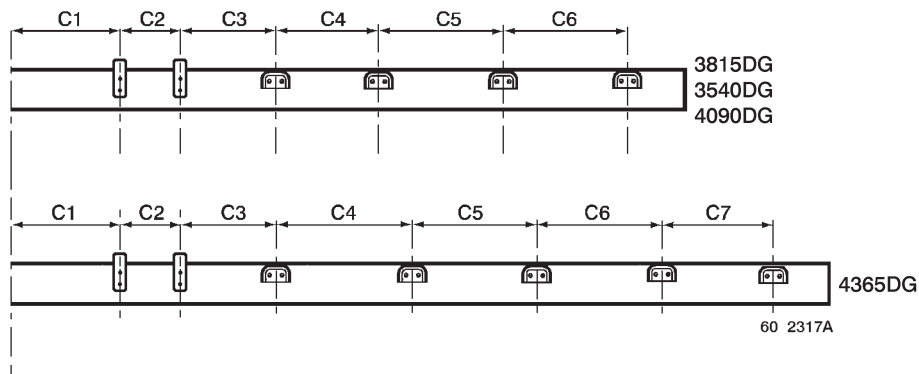 C1 C2 C3 C4 C5 C6
3815DG
3540DG
4090DG
C1 C2 C3 C4 C5 C6 C7
4365DG
60 2317A